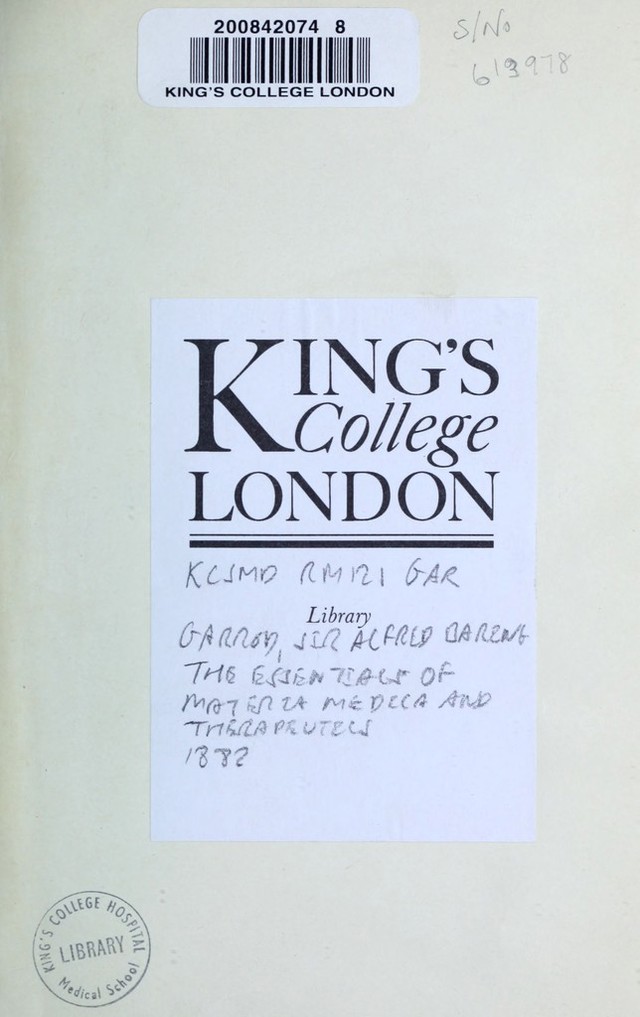 200842074 8
KING'S COLLEGE LONDON
S/No
613978
KING'S
College
LONDON
KCSMD RM121 GAR
Library
GARROD, SIR ALFRED BARING
THE ESSENTIALS OF
MATERIA MEDICA AND
THERAPEUTICS
1882
KING'S COLLEGE HOSPITAL
LIBRARY
Medical School